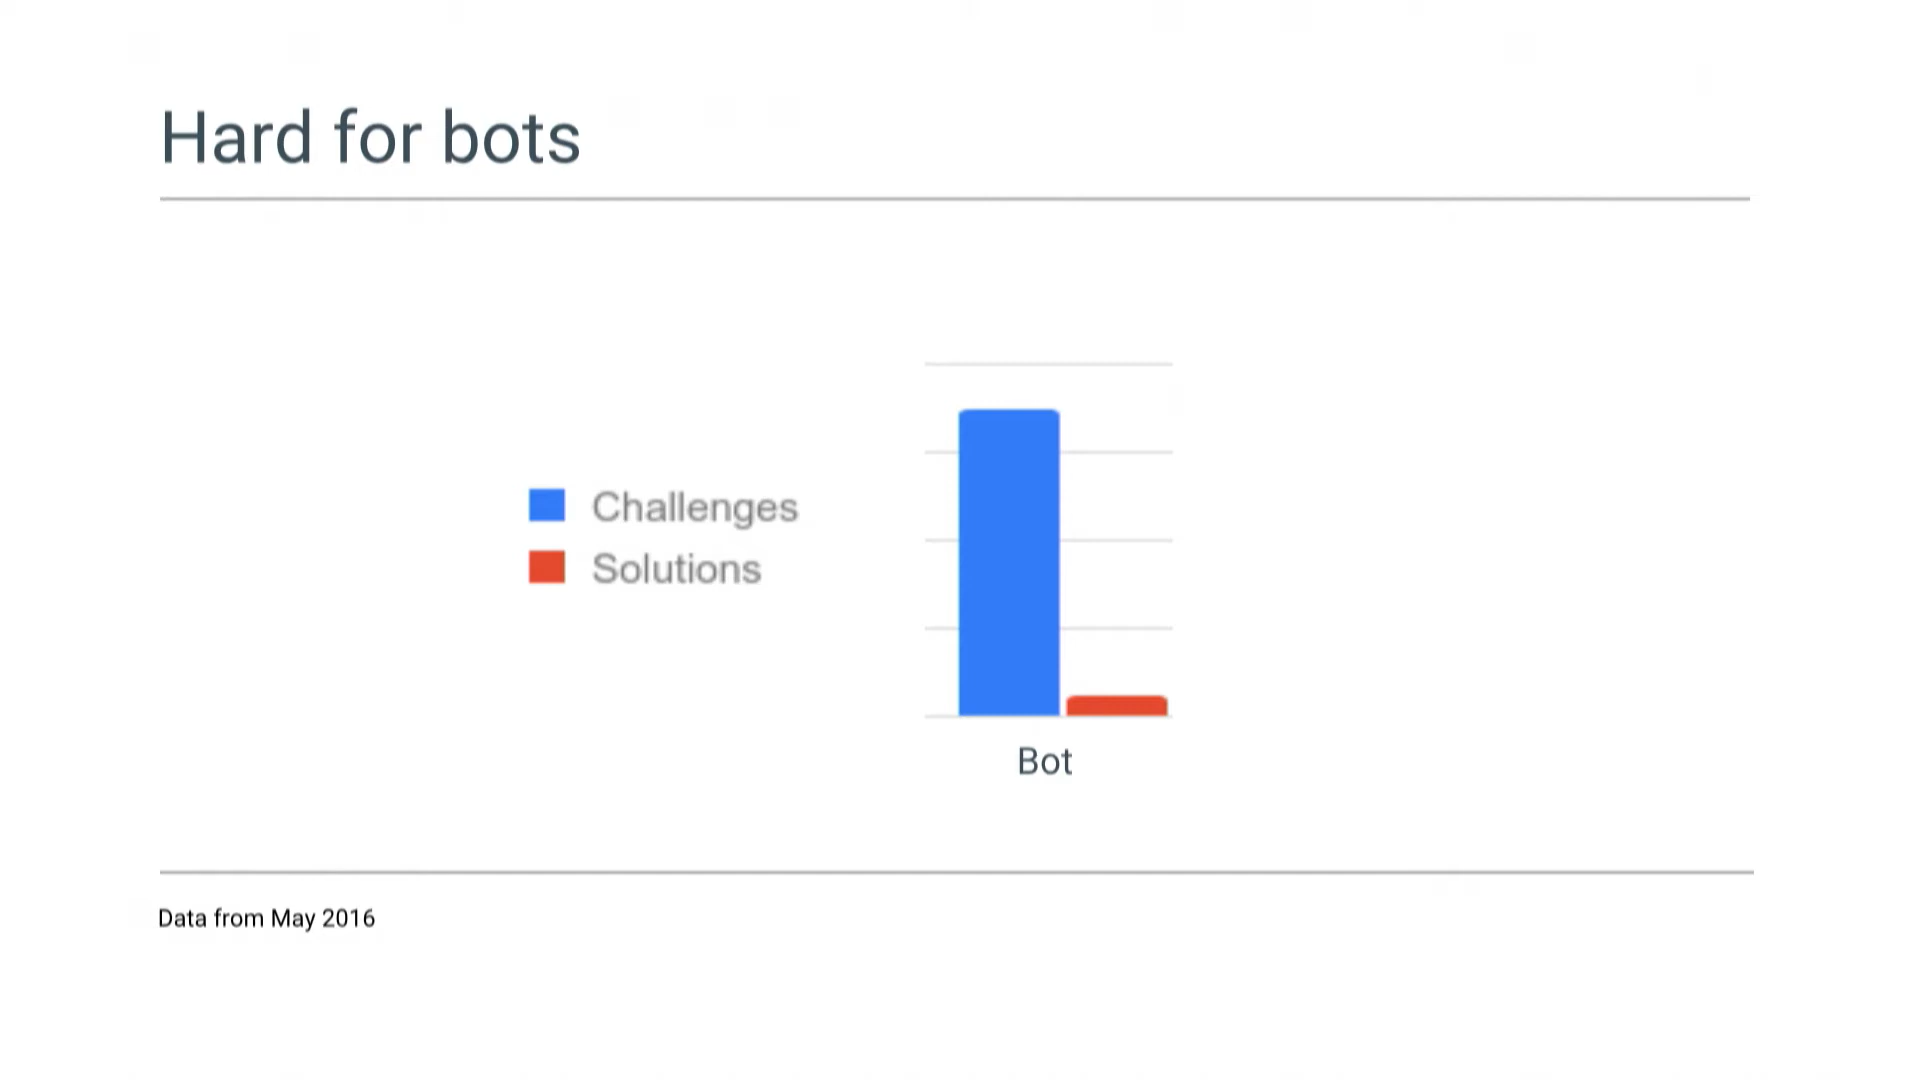 Hard for bots
Challenges
Solutions
Bot
Data from May 2016